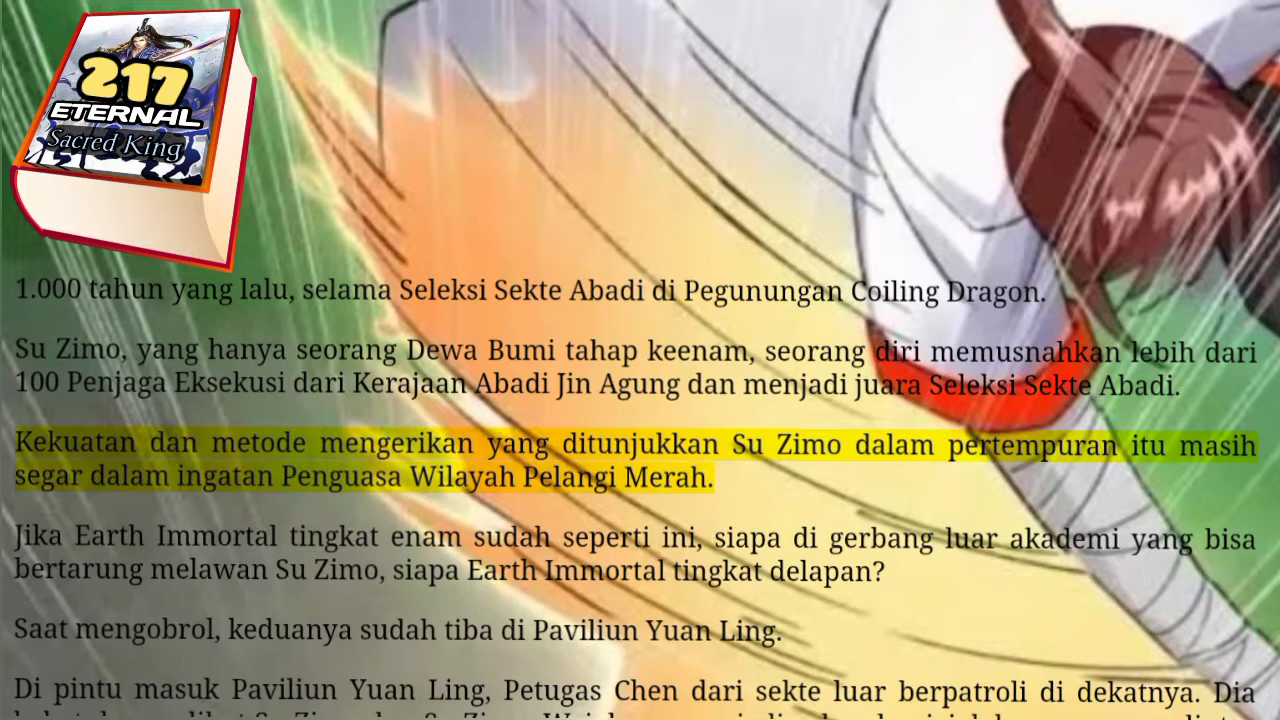 217
ETERNAL
Sacred King
1.000 tahun yang lalu, selama Seleksi Sekte Abadi di Pegunungan Coiling Dragon.
Su Zimo, yang hanya seorang Dewa Bumi tahap keenam, seorang diri memusnahkan lebih dari
100 Penjaga Eksekusi dari Kerajaan Abadi Jin Agung dan menjadi juara Seleksi Sekte Abadi.
Kekuatan dan metode mengerikan yang ditunjukkan Su Zimo dalam pertempuran itu masih
segar dalam ingatan Penguasa Wilayah Pelangi Merah.
Jika Earth Immortal tingkat enam sudah seperti ini, siapa di gerbang luar akademi yang bisa
bertarung melawan Su Zimo, siapa Earth Immortal tingkat delapan?
Saat mengobrol, keduanya sudah tiba di Paviliun Yuan Ling.
Di pintu masuk Paviliun Yuan Ling, Petugas Chen dari sekte luar berpatroli di dekatnya. Dia